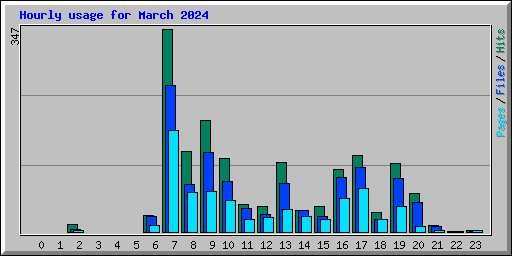 Hourly usage for March 2024
347
Pages/Files/Hits
0 1 2 3 4 5 6 7 8 9 10 11 12 13 14 15 16 17 18 19 20 21 22 23